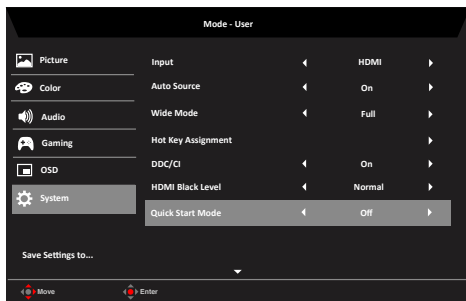 Mode - User
Picture
Color
Audio
Gaming
OSD
System
Input HDMI
Auto Source On
Wide Mode Full
Hot Key Assignment
DDC/CI On
HDMI Black Level Normal
Quick Start Mode Off
Save Settings to...
Move Enter